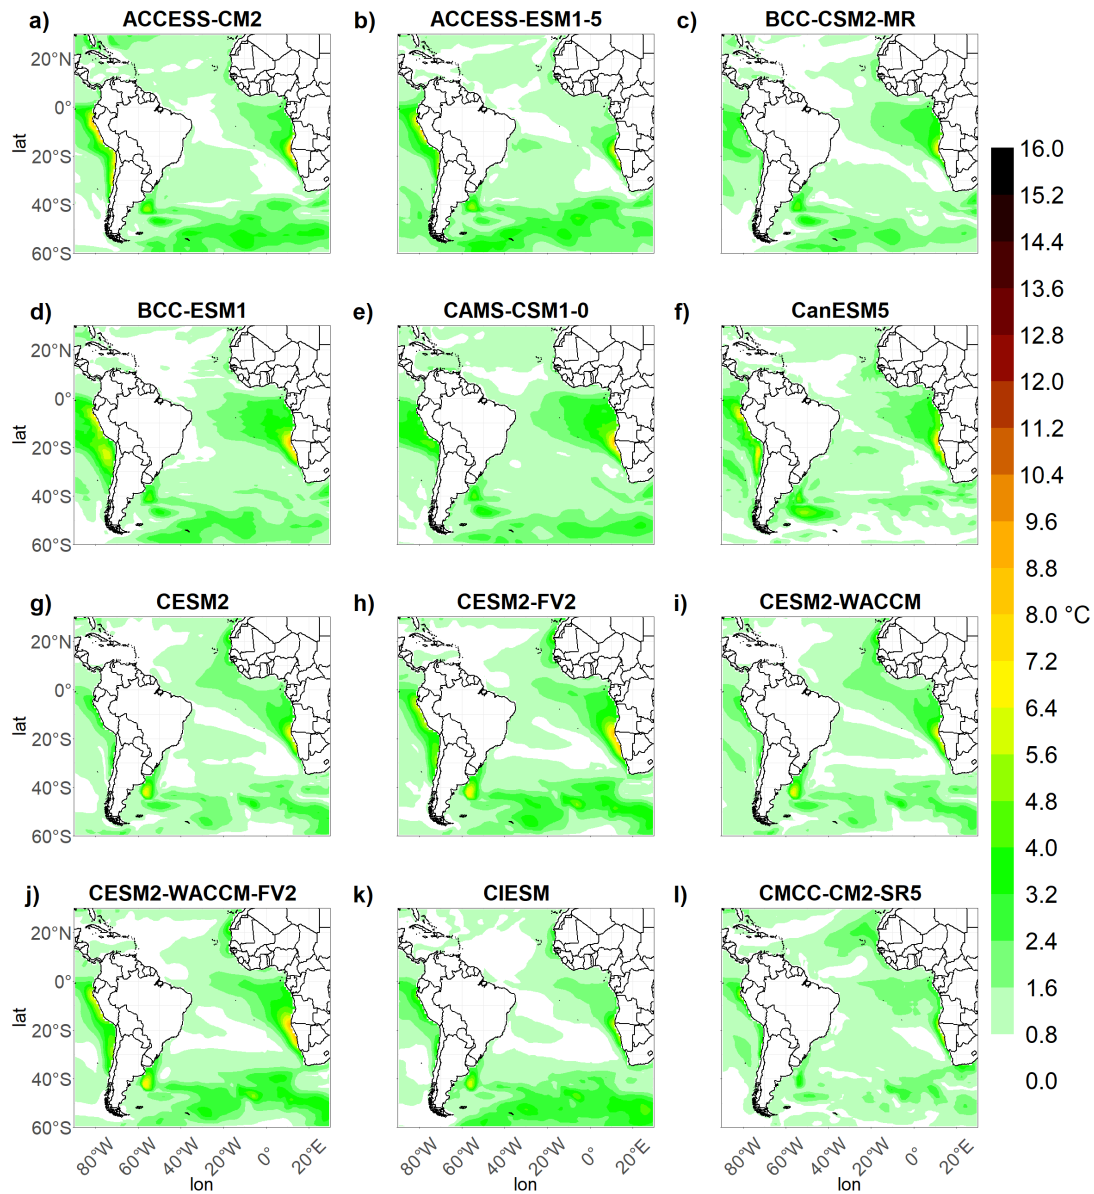 a) ACCESS-CM2
b) ACCESS-ESM1-5
c) BCC-CSM2-MR
20°N
0°
20°S
40°S
60°S
lat
d) BCC-ESM1
e) CAMS-CSM1-0
f) CanESM5
20°N
0°
20°S
40°S
60°S
lat
g) CESM2
h) CESM2-FV2
i) CESM2-WACCM
20°N
0°
20°S
40°S
60°S
lat
j) CESM2-WACCM-FV2
k) CIESM
l) CMCC-CM2-SR5
20°N
0°
20°S
40°S
60°S
lat
80°W 60°W 40°W 20°W 0° 20°E
lon
80°W 60°W 40°W 20°W 0° 20°E
lon
80°W 60°W 40°W 20°W 0° 20°E
lon
16.0
15.2
14.4
13.6
12.8
12.0
11.2
10.4
9.6
8.8
8.0 °C
7.2
6.4
5.6
4.8
4.0
3.2
2.4
1.6
0.8
0.0